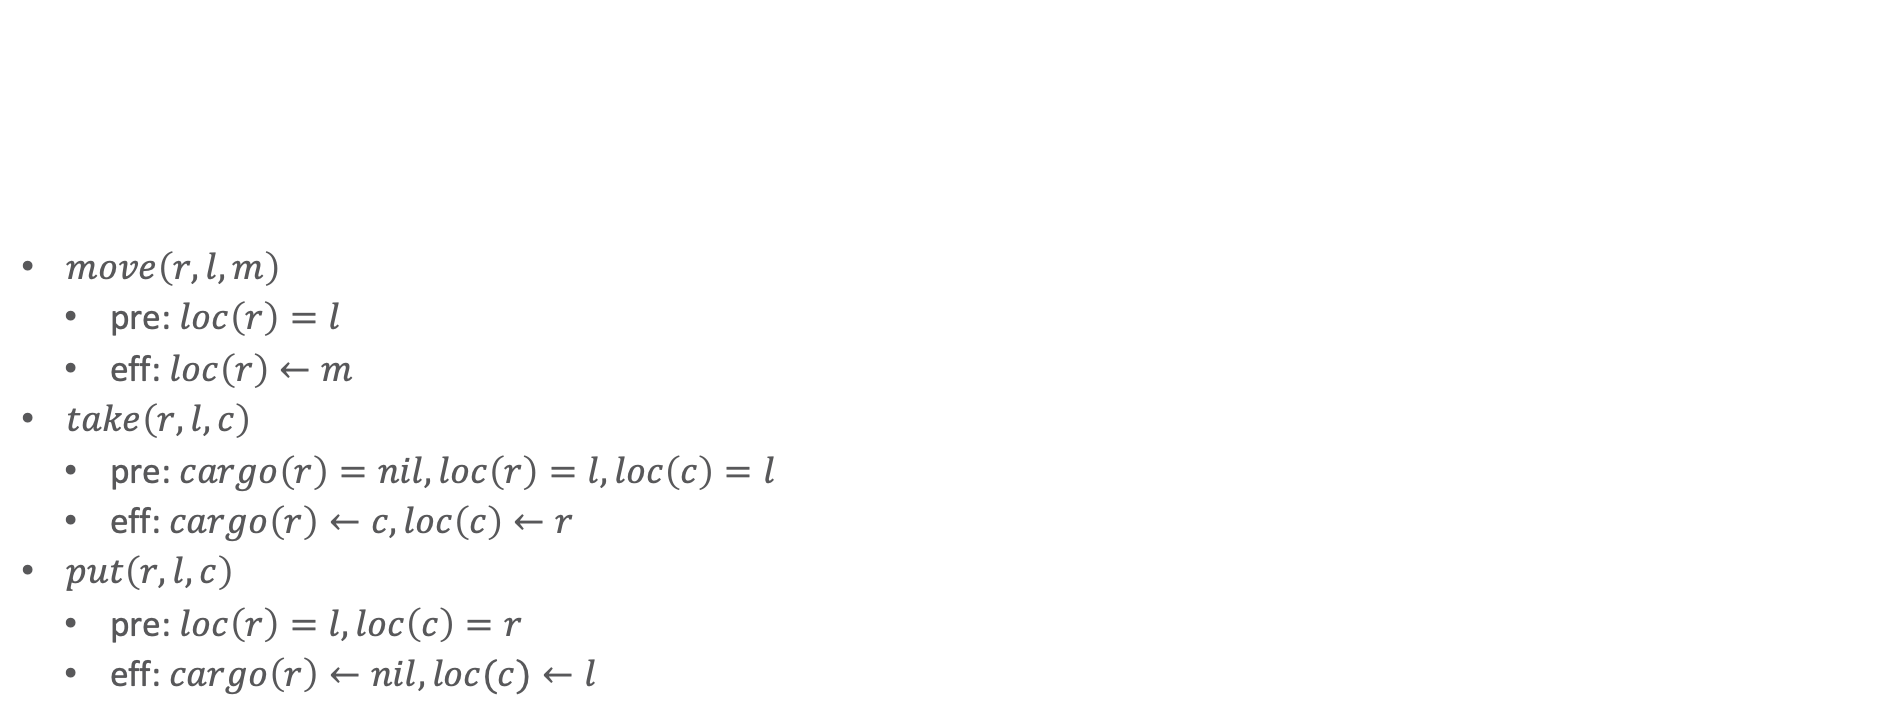 • move(r, l, m)
• pre: loc(r) = l
• eff: loc(r) ← m
• take(r, l, c)
• pre: cargo(r) = nil, loc(r) = l, loc(c) = l
• eff: cargo(r) ← c, loc(c) ← r
• put(r, l, c)
• pre: loc(r) = l, loc(c) = r
• eff: cargo(r) ← nil, loc(c) ← l